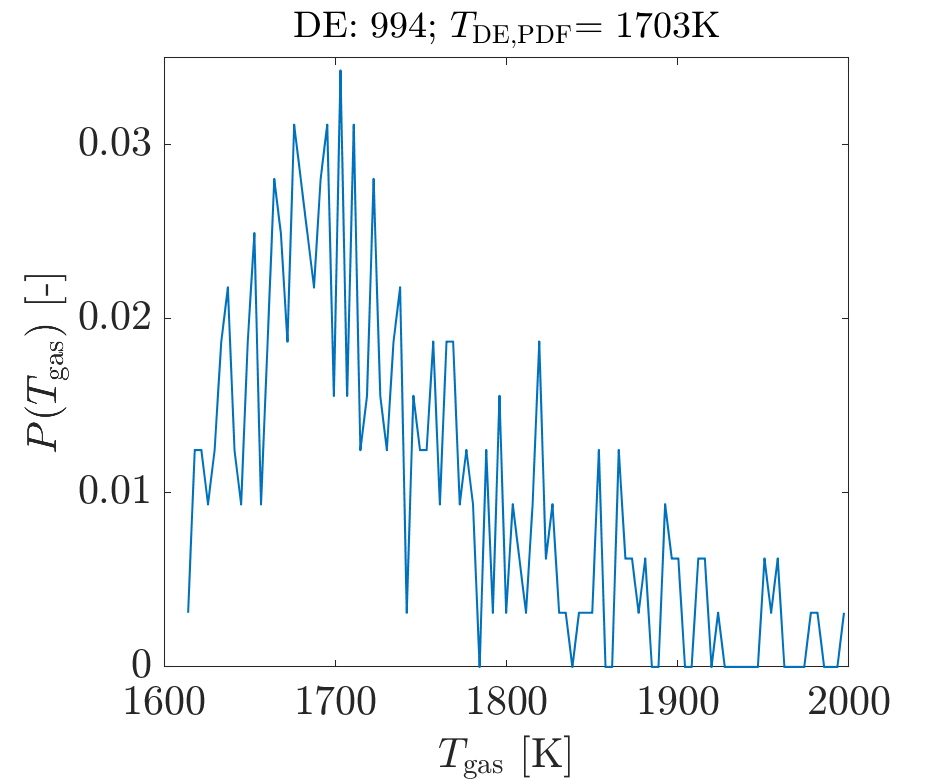 DE: 994; T_DE,PDF= 1703K
0.03
0.02
0.01
0
P(T_gas) [-]
1600 1700 1800 1900 2000
T_gas [K]